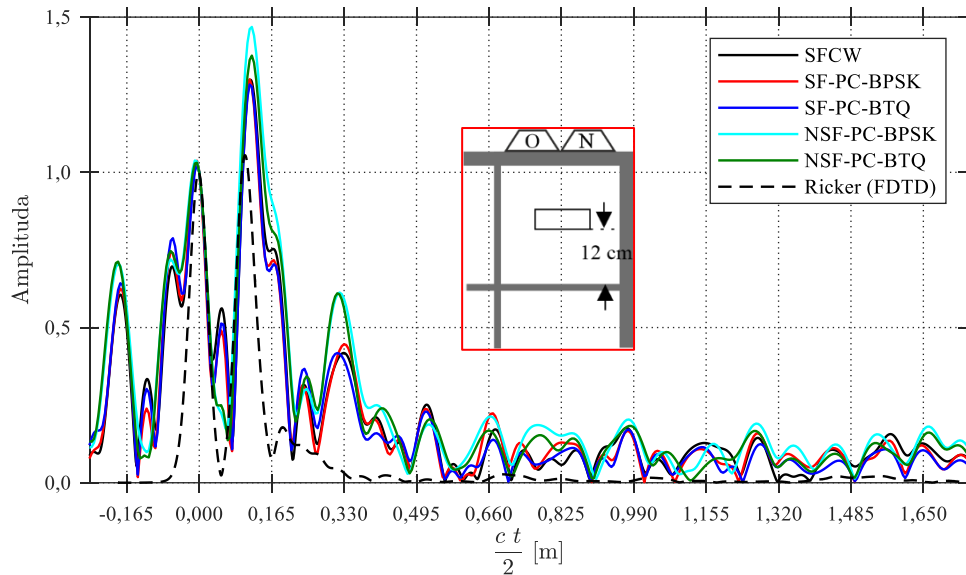 1,5
1,0
0,5
0,0
Amplituda
SFCW
SF-PC-BPSK
SF-PC-BTQ
NSF-PC-BPSK
NSF-PC-BTQ
Ricker (FDTD)
O N
12 cm
-0,165 0,000 0,165 0,330 0,495 0,660 0,825 0,990 1,155 1,320 1,485 1,650
c t
2 [m]